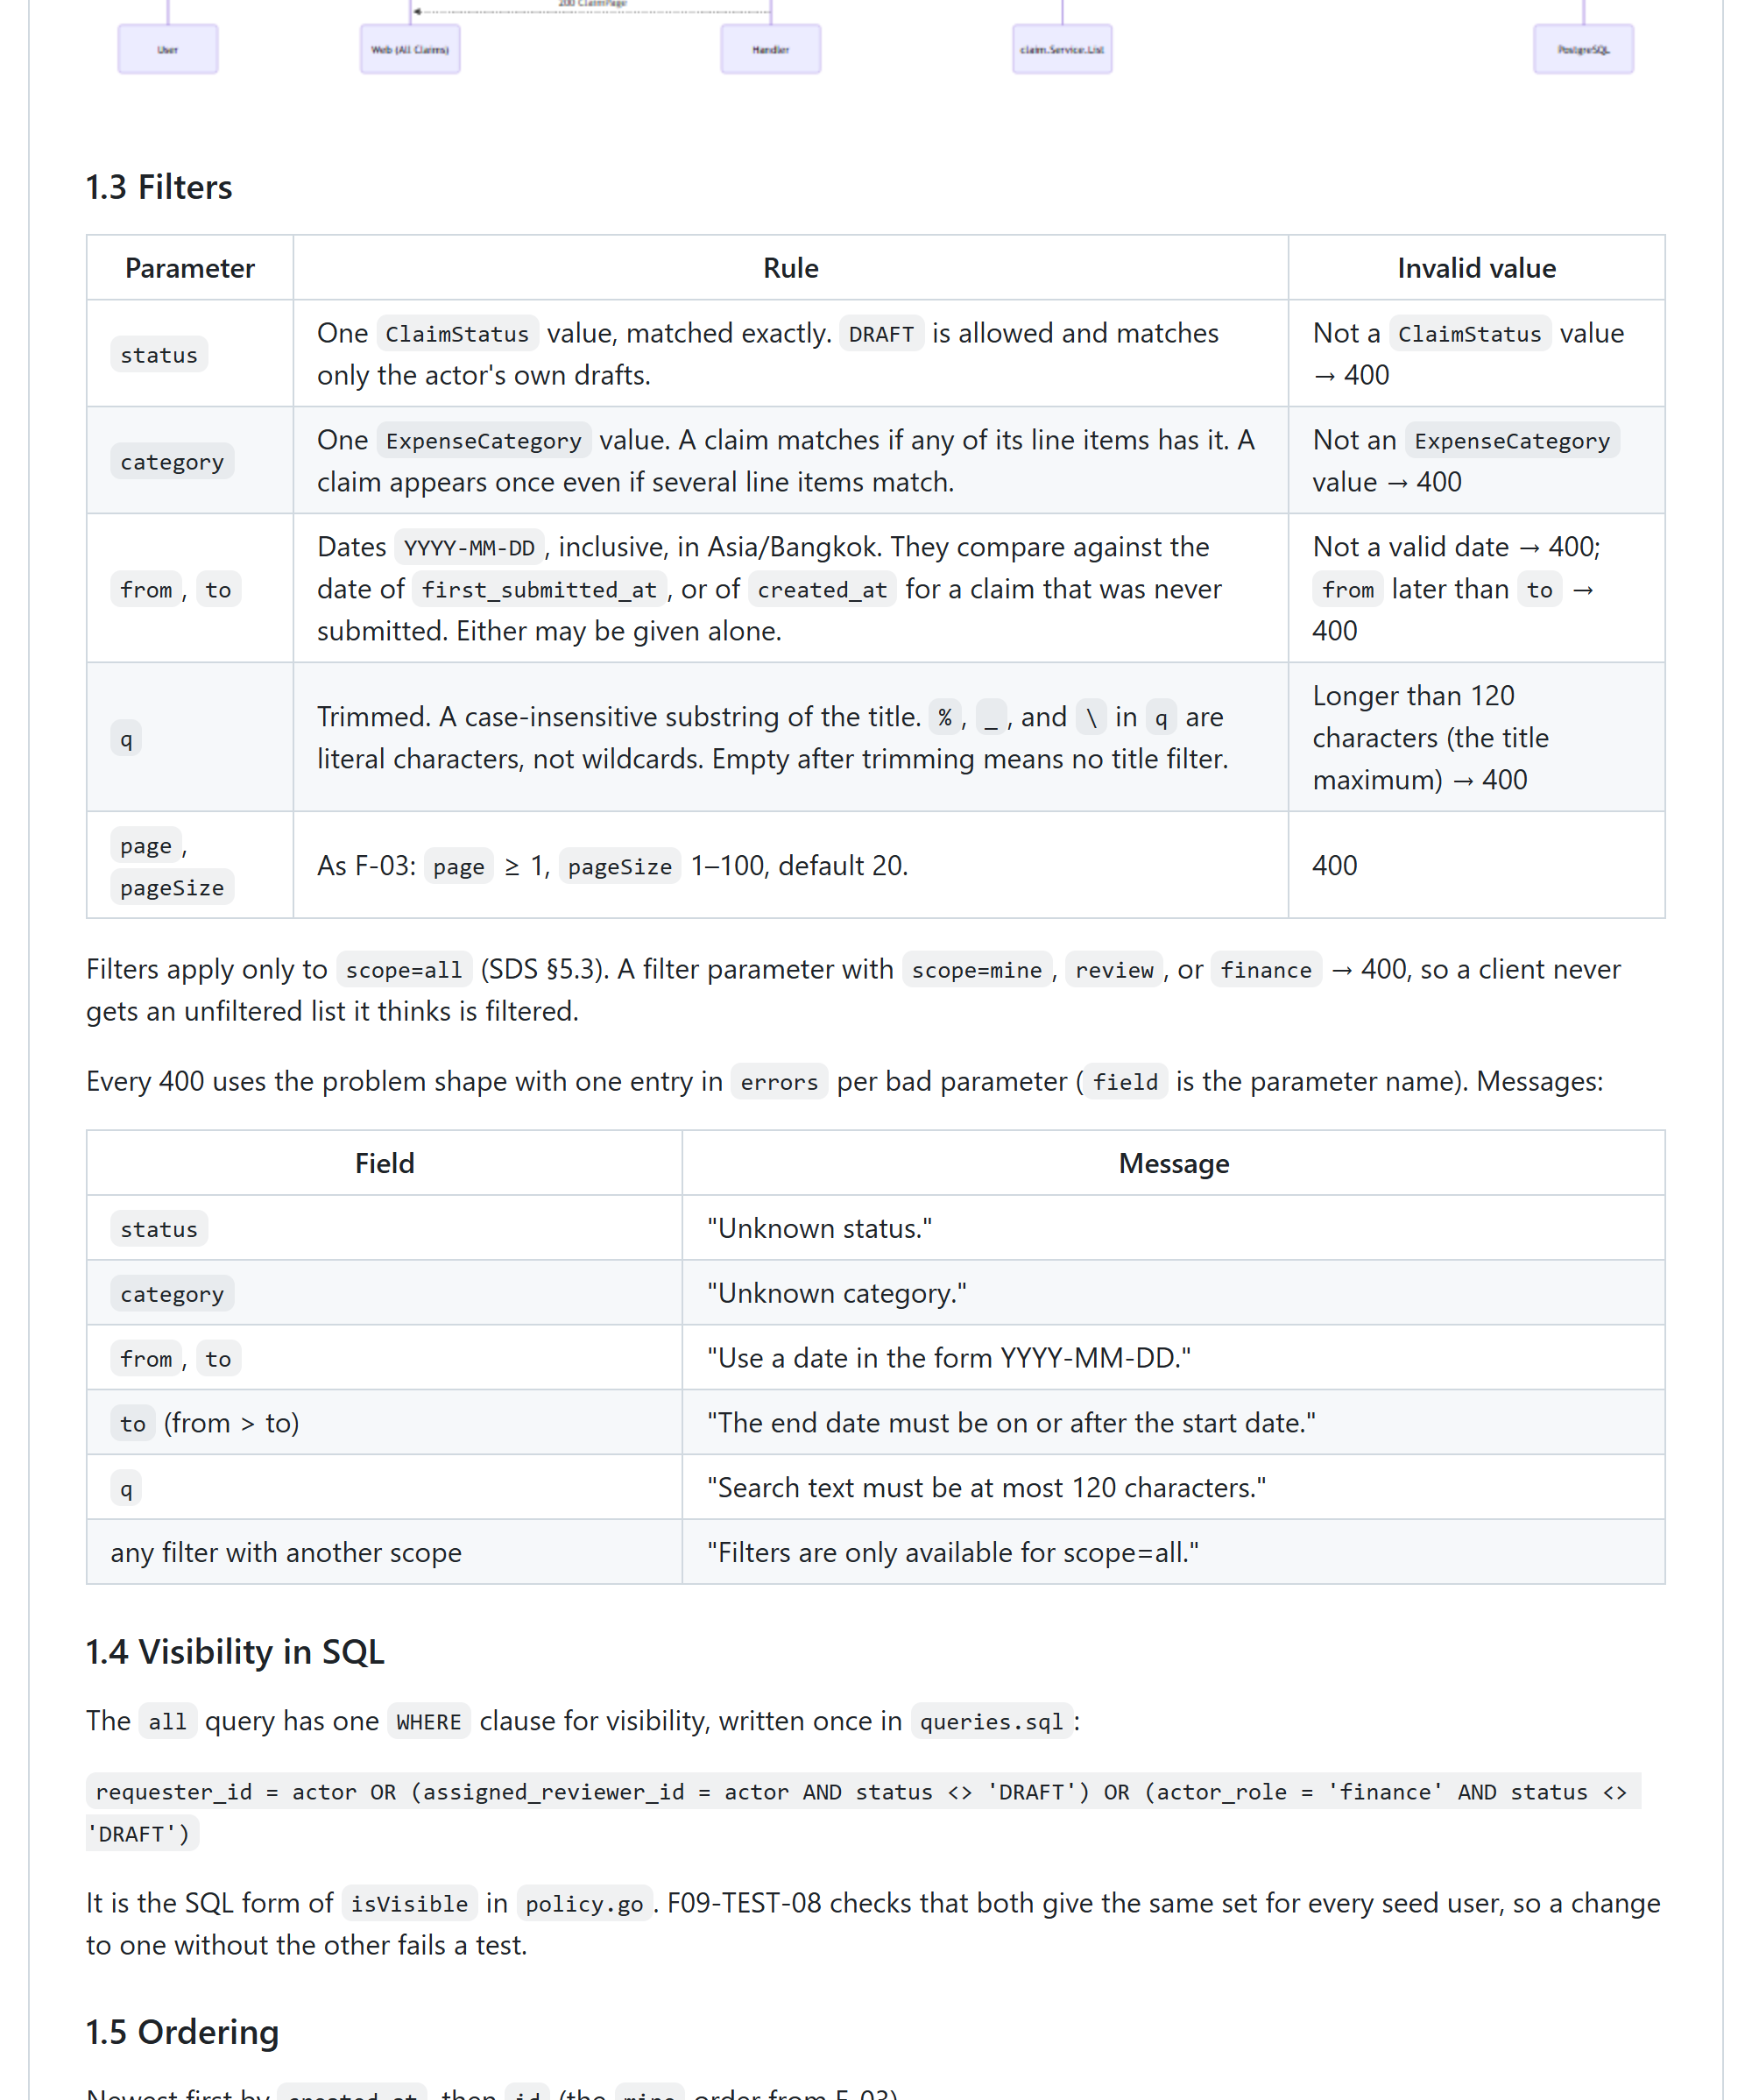 200 ClaimPage
User
Web (All Claims)
Handler
claim.Service.List
PostgreSQL
1.3 Filters
Parameter
Rule
Invalid value
status
One ClaimStatus value, matched exactly. DRAFT is allowed and matches
only the actor's own drafts.
Not a ClaimStatus value
→ 400
category
One ExpenseCategory value. A claim matches if any of its line items has it. A
claim appears once even if several line items match.
Not an ExpenseCategory
value → 400
from, to
Dates YYYY-MM-DD, inclusive, in Asia/Bangkok. They compare against the
date of first_submitted_at, or of created_at for a claim that was never
submitted. Either may be given alone.
Not a valid date → 400;
from later than to →
400
q
Trimmed. A case-insensitive substring of the title. %, _, and \ in q are
literal characters, not wildcards. Empty after trimming means no title filter.
Longer than 120
characters (the title
maximum) → 400
page,
pageSize
As F-03: page ≥ 1, pageSize 1–100, default 20.
400
Filters apply only to scope=all (SDS §5.3). A filter parameter with scope=mine, review, or finance → 400, so a client never
gets an unfiltered list it thinks is filtered.
Every 400 uses the problem shape with one entry in errors per bad parameter (field is the parameter name). Messages:
Field
Message
status
"Unknown status."
category
"Unknown category."
from, to
"Use a date in the form YYYY-MM-DD."
to (from > to)
"The end date must be on or after the start date."
q
"Search text must be at most 120 characters."
any filter with another scope
"Filters are only available for scope=all."
1.4 Visibility in SQL
The all query has one WHERE clause for visibility, written once in queries.sql:
requester_id = actor OR (assigned_reviewer_id = actor AND status <> 'DRAFT') OR (actor_role = 'finance' AND status <>
'DRAFT')
It is the SQL form of isVisible in policy.go. F09-TEST-08 checks that both give the same set for every seed user, so a change
to one without the other fails a test.
1.5 Ordering
Newest first by created_at, then id (the mine order from F-03).